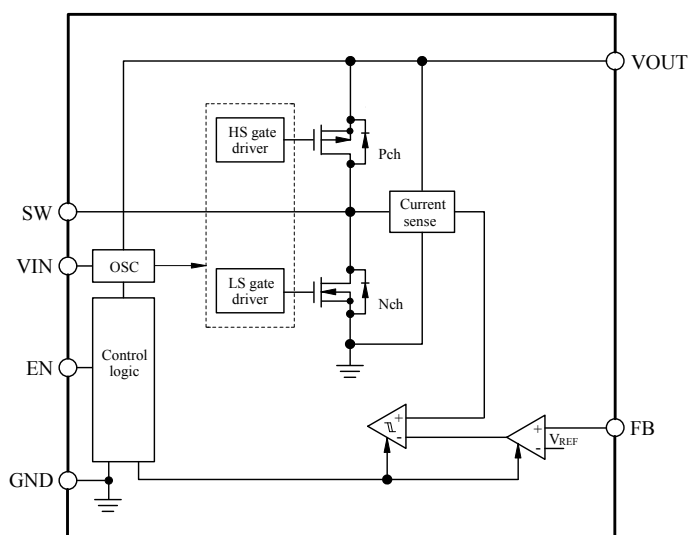 VOUT
HS gate
driver
Pch
SW
Current
sense
VIN
OSC
LS gate
driver
Nch
Control
logic
EN
+
-
+
VREF
-
FB
GND